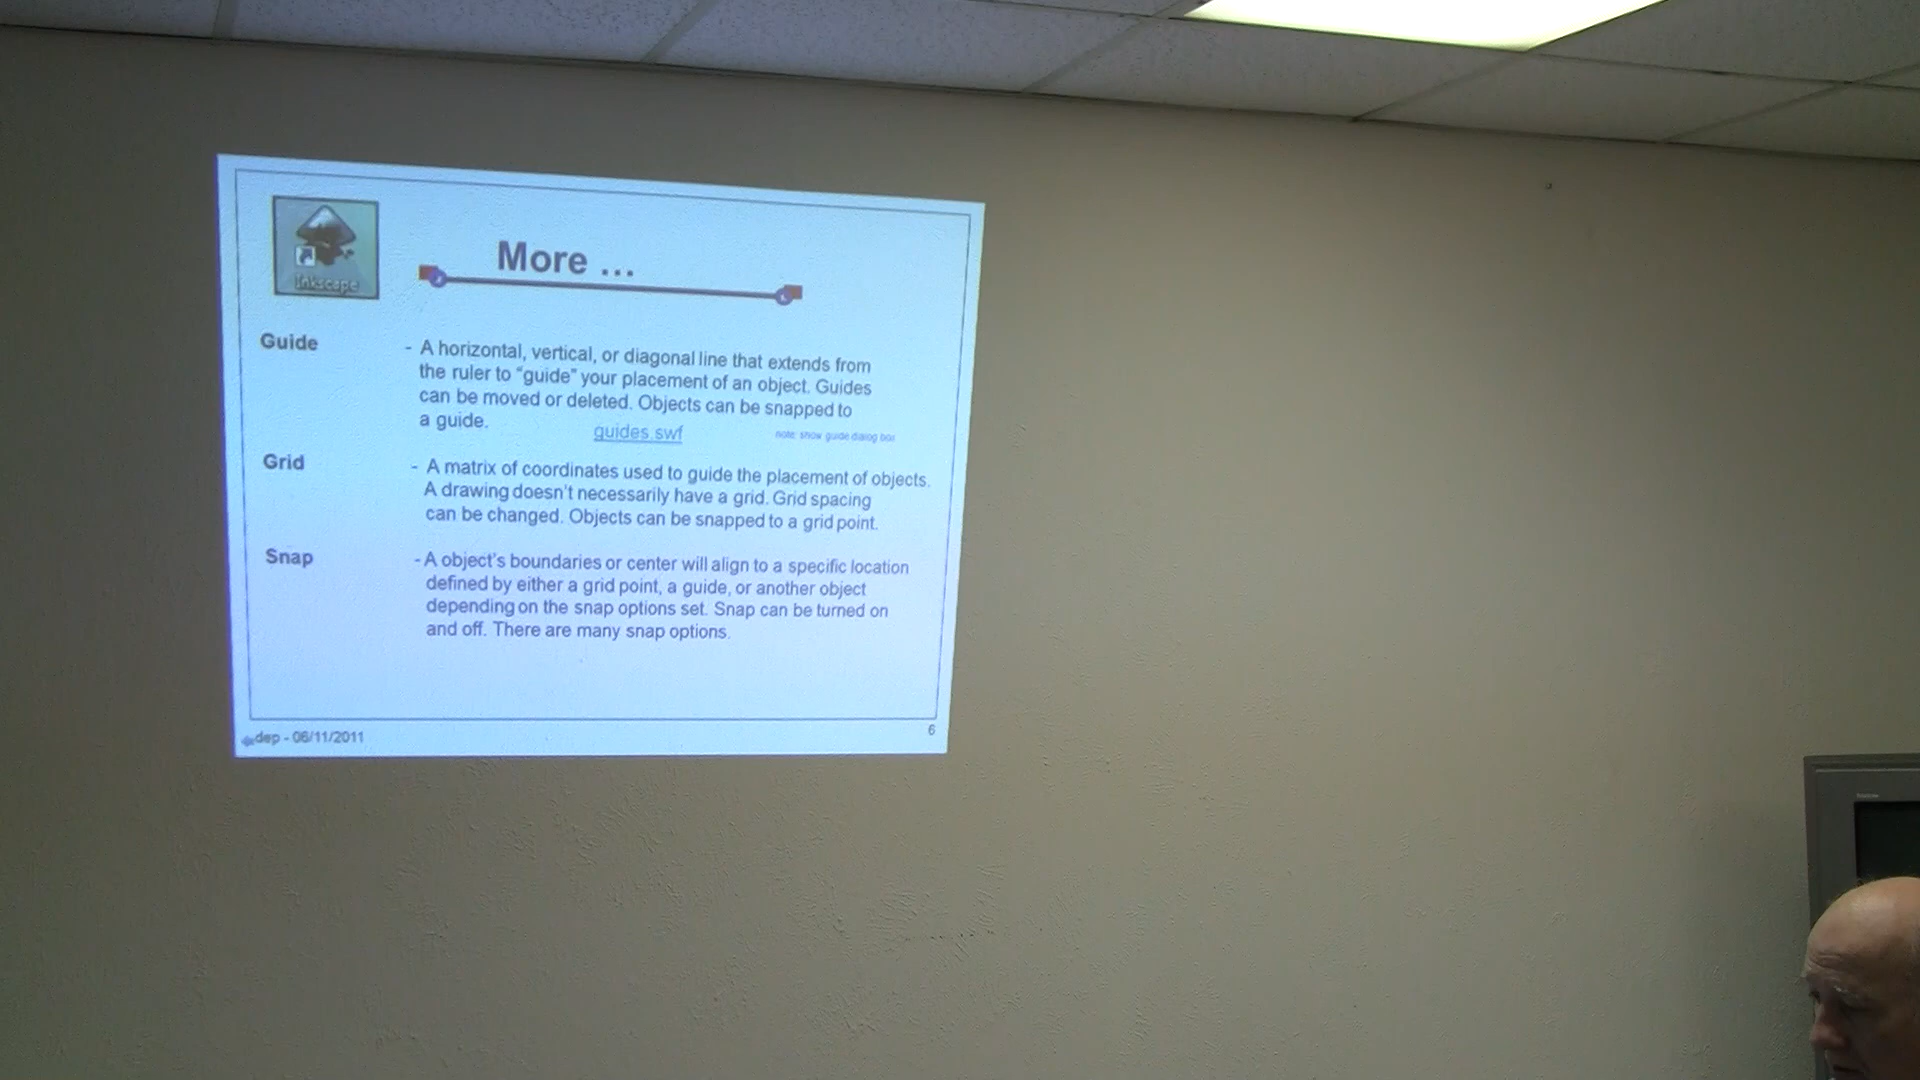 Inkscape
More ...
Guide
- A horizontal, vertical, or diagonal line that extends from
the ruler to "guide" your placement of an object. Guides
can be moved or deleted. Objects can be snapped to
a guide.
guides.swf
note: show guide dialog box
Grid
- A matrix of coordinates used to guide the placement of objects.
A drawing doesn't necessarily have a grid. Grid spacing
can be changed. Objects can be snapped to a grid point.
Snap
- A object's boundaries or center will align to a specific location
defined by either a grid point, a guide, or another object
depending on the snap options set. Snap can be turned on
and off. There are many snap options.
dep - 06/11/2011
6